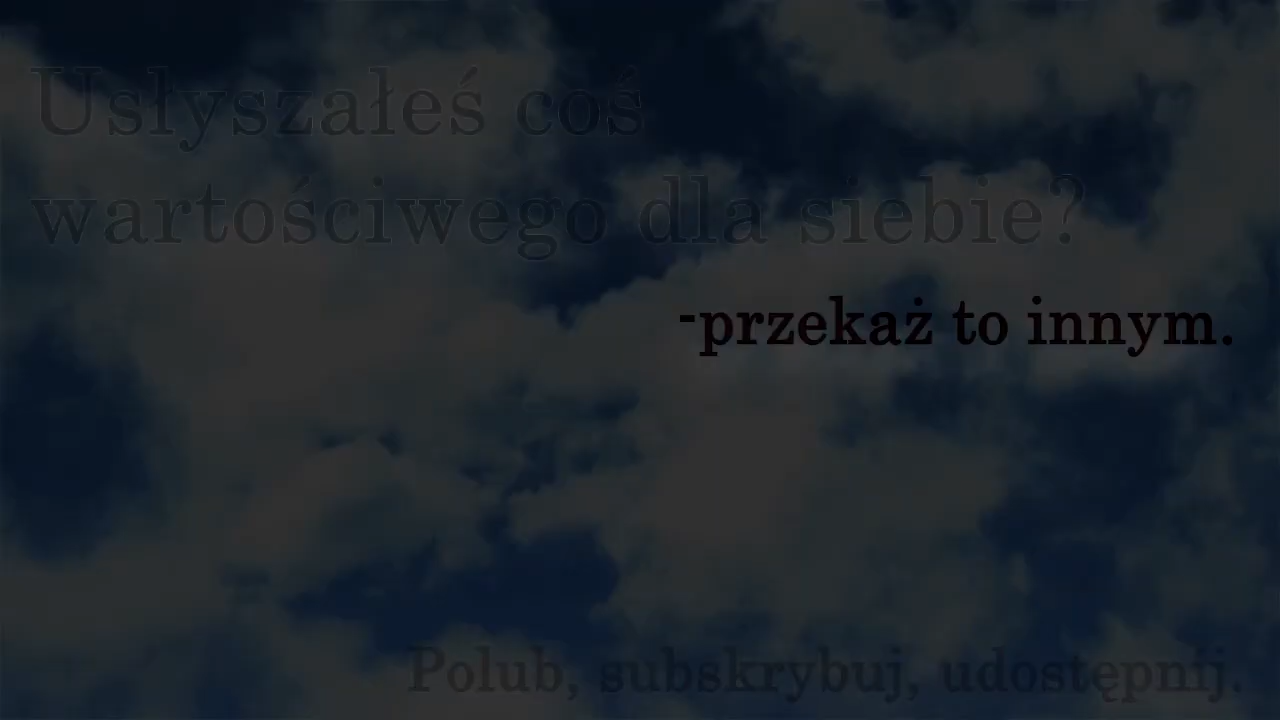 Usłyszałeś coś
wartościwego dla siebie?
-przekaż to innym.
Polub, subskrybuj, udostępnij.